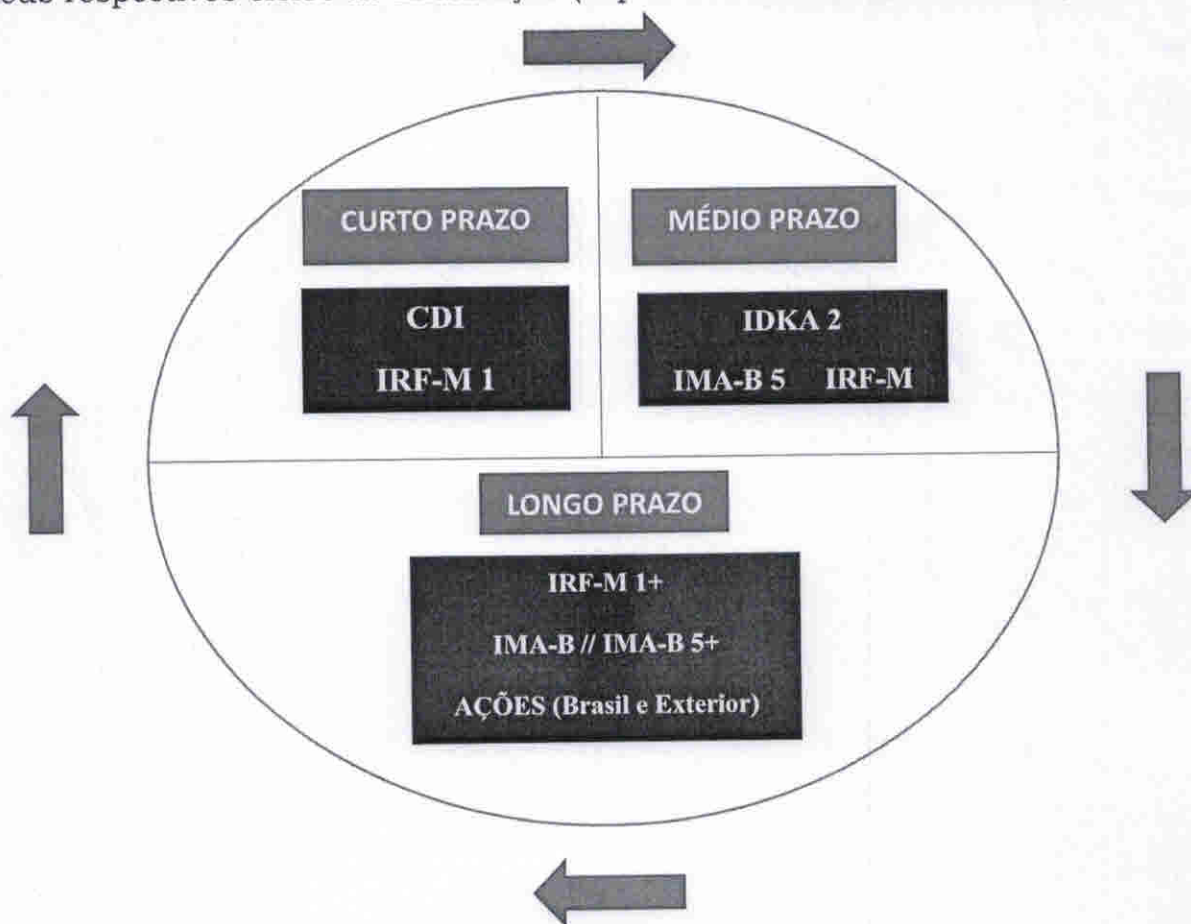 CURTO PRAZO
CDI
IRF-M 1
MÉDIO PRAZO
IDKA 2
IMA-B 5 IRF-M
LONGO PRAZO
IRF-M 1+
IMA-B // IMA-B 5+
AÇÕES (Brasil e Exterior)